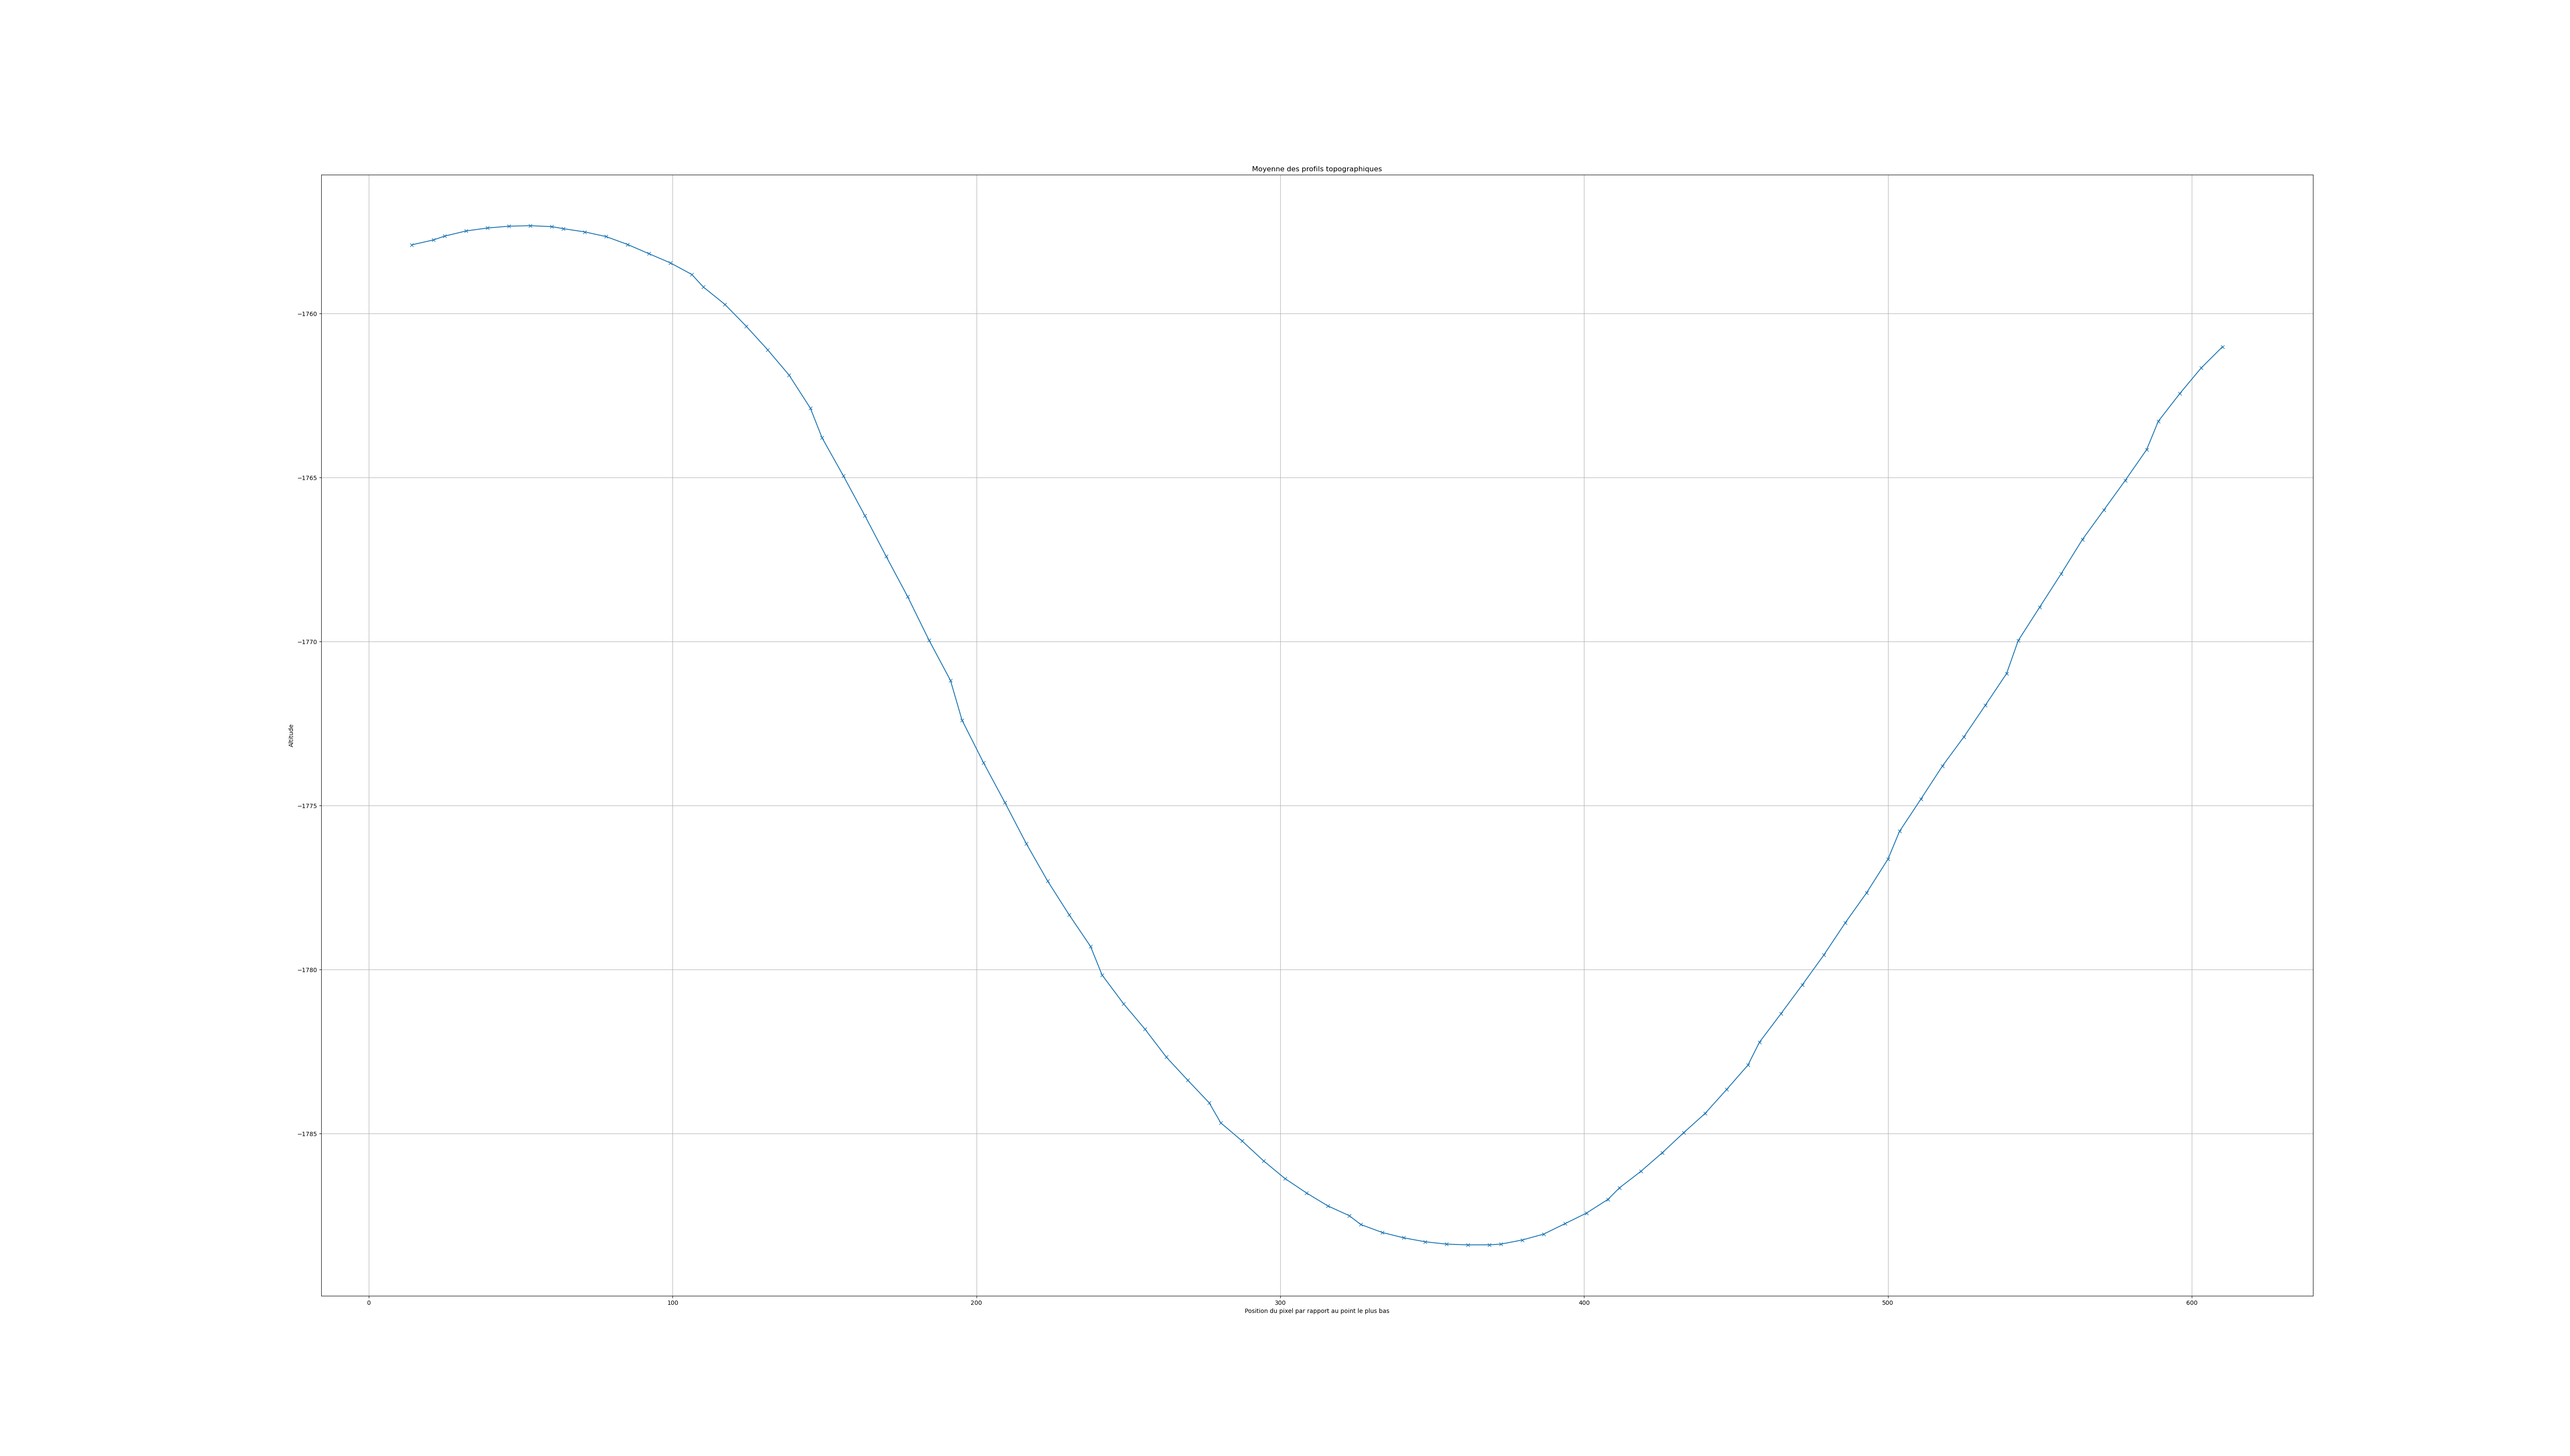 Moyenne des profils topographiques
−1760
−1765
−1770
−1775
−1780
−1785
Altitude
0 100 200 300 400 500 600
Position du pixel par rapport au point le plus bas